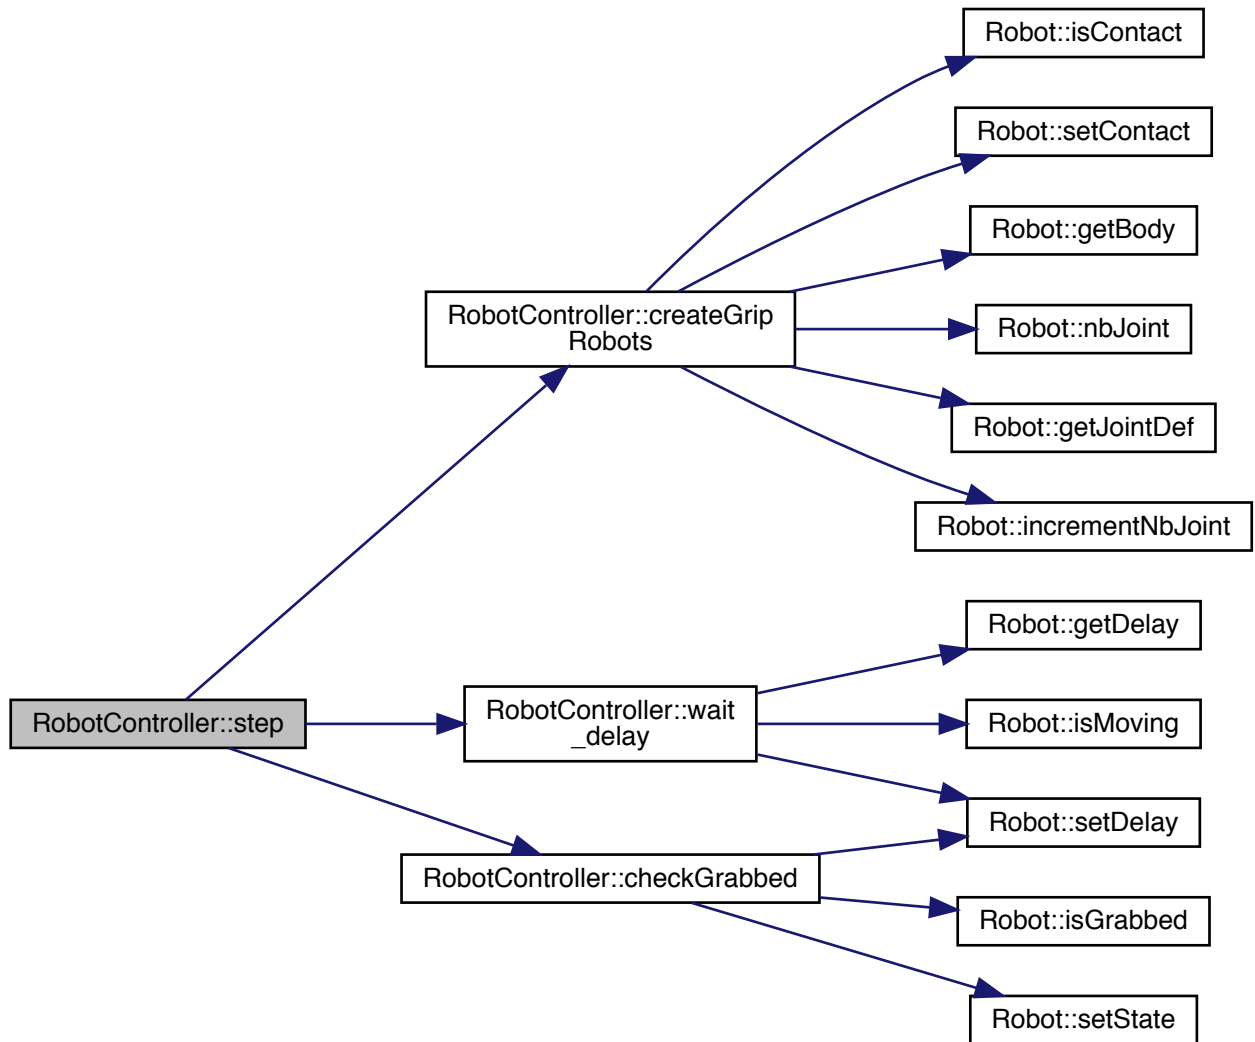 Robot::isContact
Robot::setContact
Robot::getBody
RobotController::createGrip
Robots
Robot::nbJoint
Robot::getJointDef
Robot::incrementNbJoint
Robot::getDelay
RobotController::step
RobotController::wait
_delay
Robot::isMoving
Robot::setDelay
RobotController::checkGrabbed
Robot::isGrabbed
Robot::setState